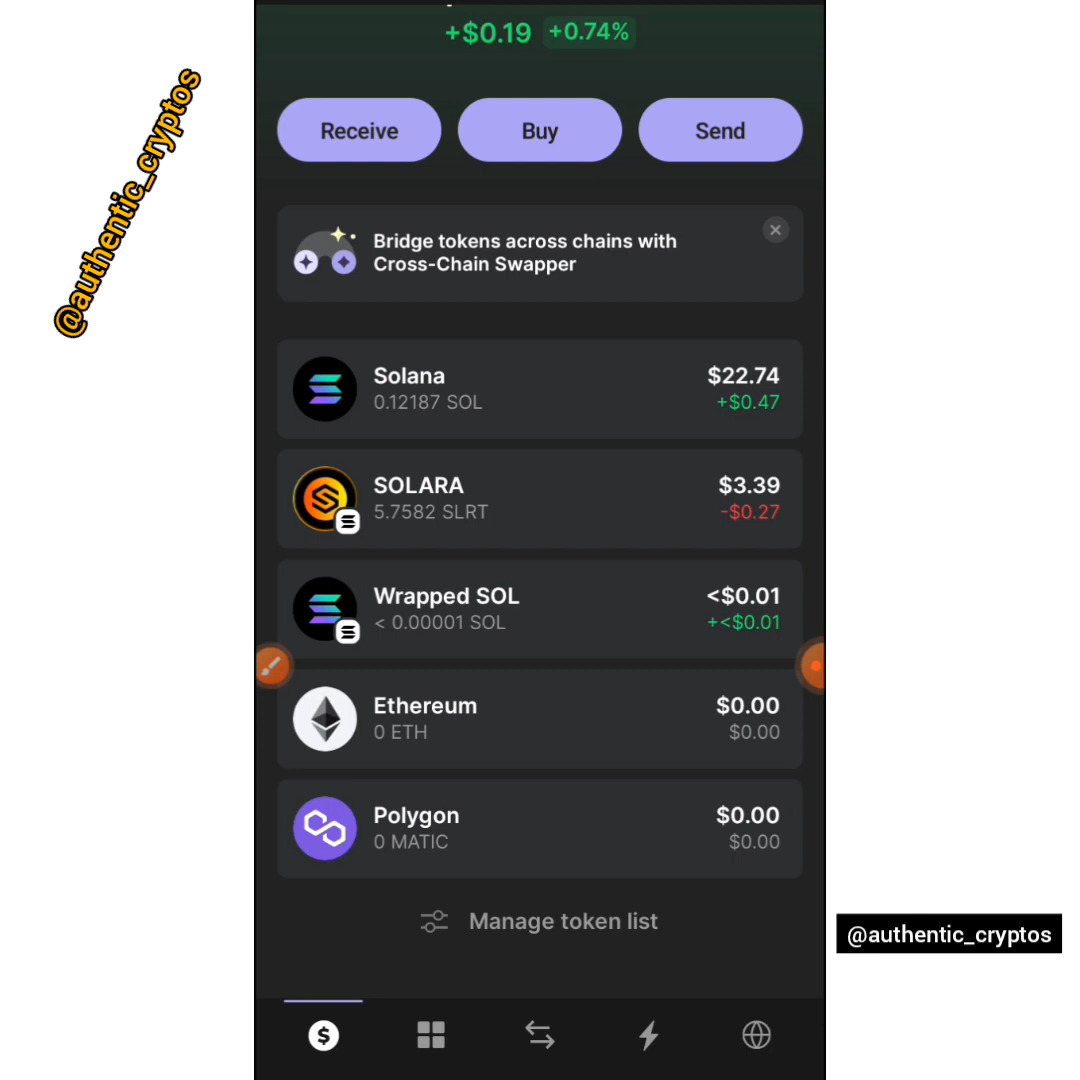 +$0.19 +0.74%
@authentic_cryptos
Receive Buy Send
Bridge tokens across chains with
Cross-Chain Swapper
Solana $22.74
0.12187 SOL +$0.47
SOLARA $3.39
5.7582 SLRT -$0.27
Wrapped SOL <$0.01
< 0.00001 SOL +<$0.01
Ethereum $0.00
0 ETH $0.00
Polygon $0.00
0 MATIC $0.00
Manage token list
@authentic_cryptos